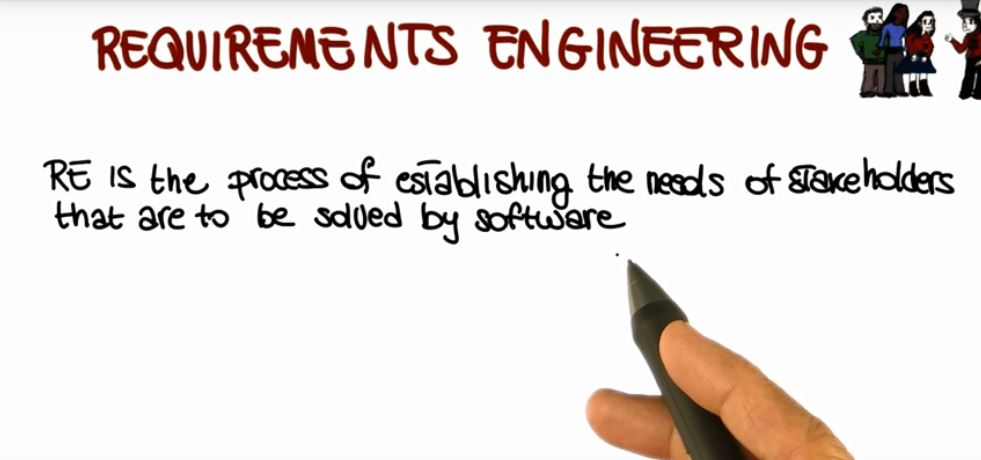 REQUIREMENTS ENGINEERING
RE is the process of establishing the needs of stakeholders
that are to be solved by software